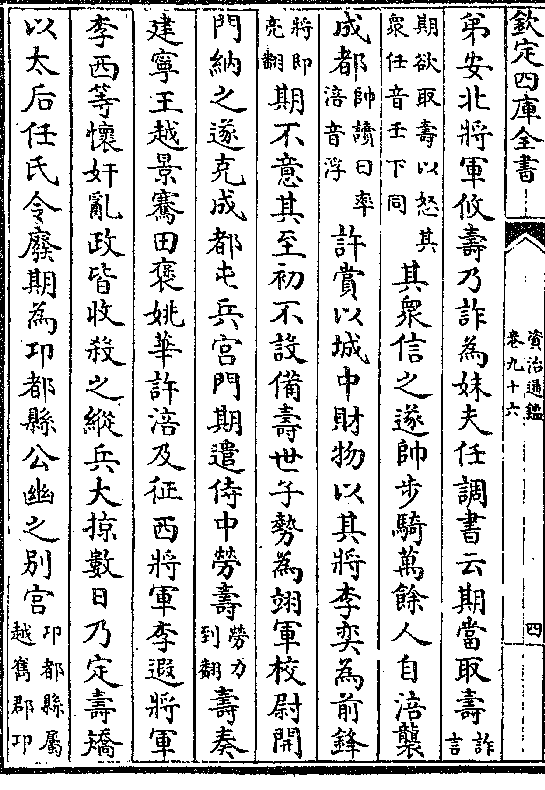 欽定四庫全書
資治通鑑
卷九十六
四
第安北將軍攸壽乃詐為妹夫任調書云期當取壽詐言
期欲取壽以怒其衆任音壬下同其衆信之遂帥步騎萬餘人自涪襲
成都帥讀曰率涪音浮許賞以城中財物以其將李奕為前鋒
將即亮翻期不意其至初不設備壽世子勢為翊軍校尉開
門納之遂克成都屯兵宮門期遣侍中勞壽勞力到翻壽奏
建寧王越景騫田褒姚華許涪及征西將軍李遐將軍
李西等懷奸亂政皆收殺之縱兵大掠數日乃定壽矯
以太后任氏令廢期為卭都縣公幽之别宮卭都縣屬越雋郡卭